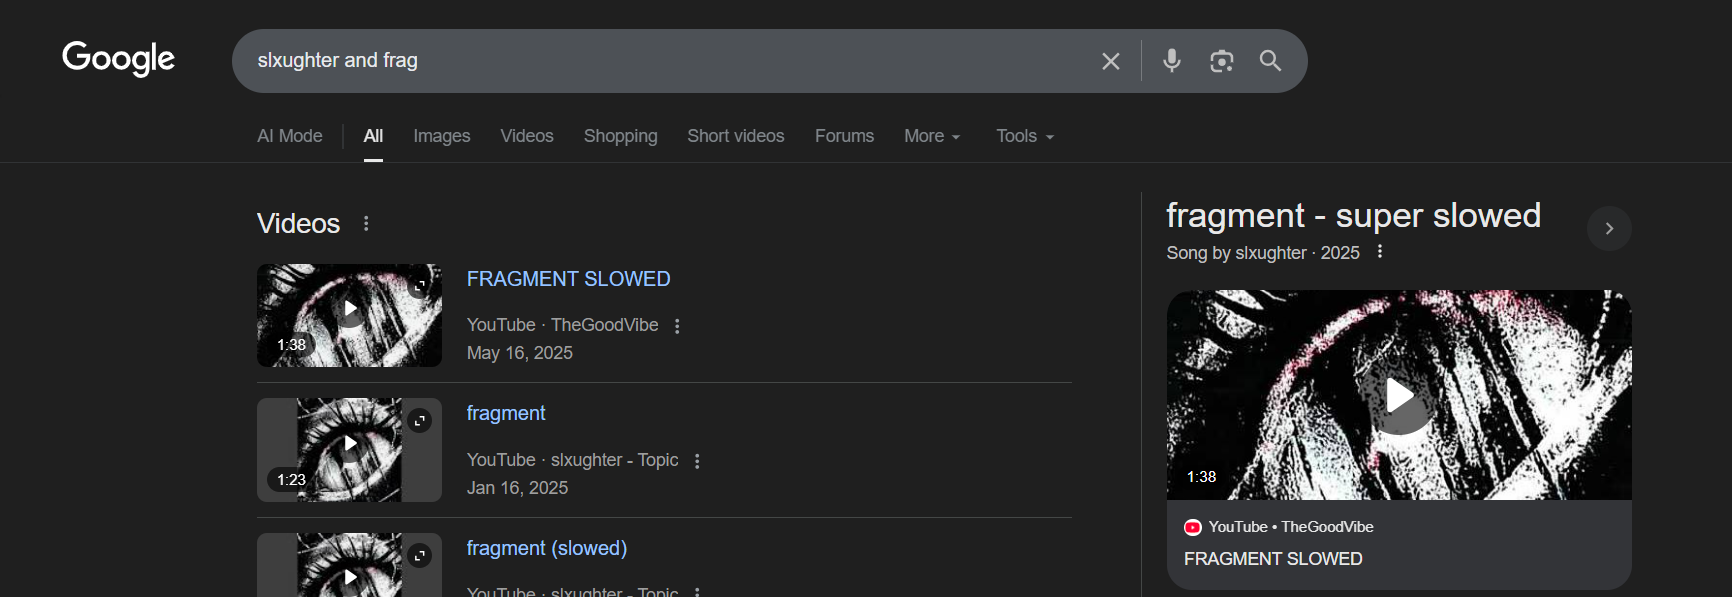 Google
slxughter and frag
AI Mode
All
Images
Videos
Shopping
Short videos
Forums
More
Tools
Videos
1:38
FRAGMENT SLOWED
YouTube · TheGoodVibe
May 16, 2025
1:23
fragment
YouTube · slxughter - Topic
Jan 16, 2025
fragment (slowed)
YouTube · slxughter - Topic
fragment - super slowed
Song by slxughter · 2025
1:38
YouTube • TheGoodVibe
FRAGMENT SLOWED